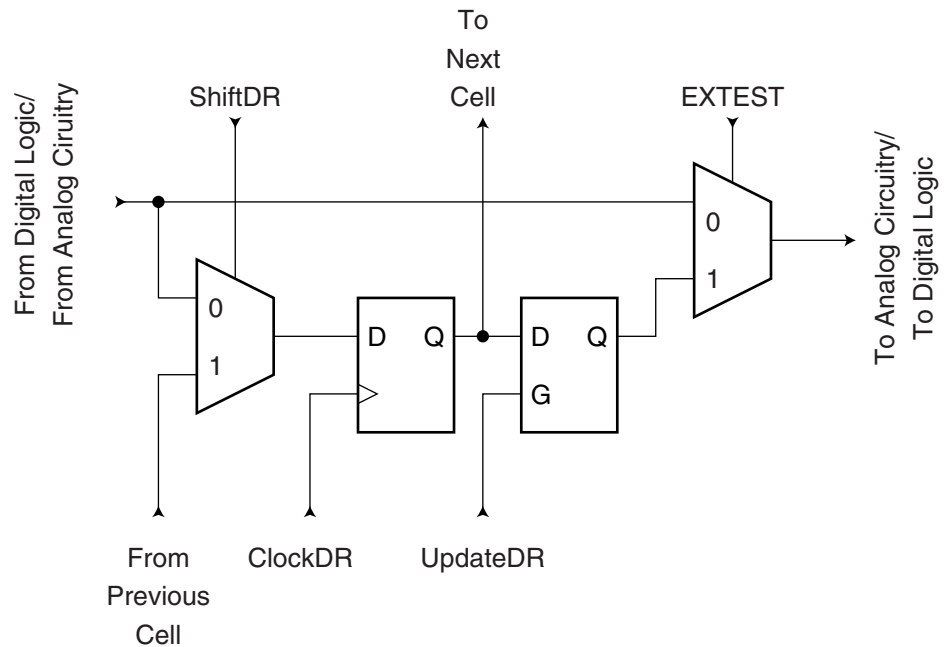 To
Next
Cell
ShiftDR
EXTEST
From Digital Logic/
From Analog Ciruitry
To Analog Circuitry/
To Digital Logic
0
1
0
1
D Q
D Q
G
From
Previous
Cell
ClockDR
UpdateDR